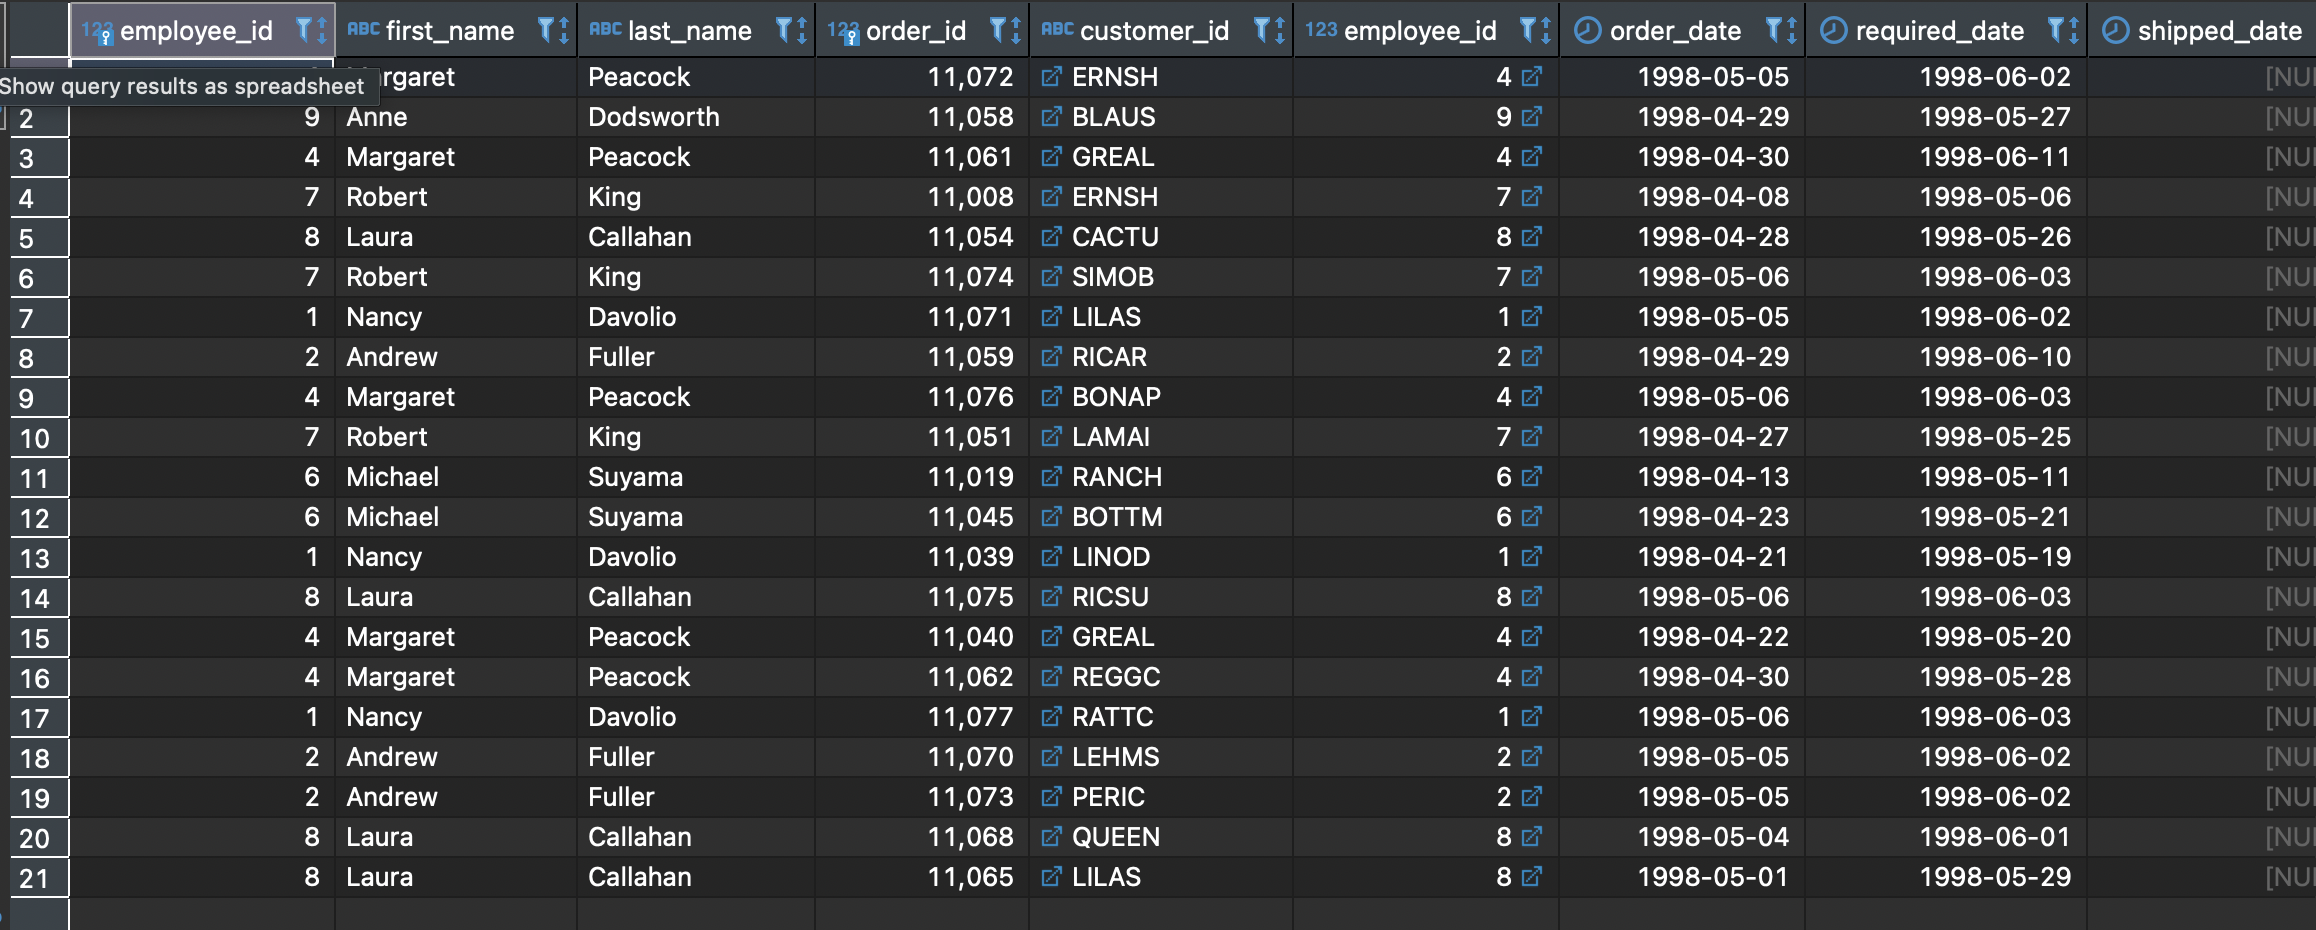 123 employee_id ABC first_name ABC last_name 123 order_id ABC customer_id 123 employee_id order_date required_date shipped_date
Show query results as spreadsheet rgaret Peacock 11,072 ERNSH 4 1998-05-05 1998-06-02 [NU
2 9 Anne Dodsworth 11,058 BLAUS 9 1998-04-29 1998-05-27 [NU
3 4 Margaret Peacock 11,061 GREAL 4 1998-04-30 1998-06-11 [NU
4 7 Robert King 11,008 ERNSH 7 1998-04-08 1998-05-06 [NU
5 8 Laura Callahan 11,054 CACTU 8 1998-04-28 1998-05-26 [NU
6 7 Robert King 11,074 SIMOB 7 1998-05-06 1998-06-03 [NU
7 1 Nancy Davolio 11,071 LILAS 1 1998-05-05 1998-06-02 [NU
8 2 Andrew Fuller 11,059 RICAR 2 1998-04-29 1998-06-10 [NU
9 4 Margaret Peacock 11,076 BONAP 4 1998-05-06 1998-06-03 [NU
10 7 Robert King 11,051 LAMAI 7 1998-04-27 1998-05-25 [NU
11 6 Michael Suyama 11,019 RANCH 6 1998-04-13 1998-05-11 [NU
12 6 Michael Suyama 11,045 BOTTM 6 1998-04-23 1998-05-21 [NU
13 1 Nancy Davolio 11,039 LINOD 1 1998-04-21 1998-05-19 [NU
14 8 Laura Callahan 11,075 RICSU 8 1998-05-06 1998-06-03 [NU
15 4 Margaret Peacock 11,040 GREAL 4 1998-04-22 1998-05-20 [NU
16 4 Margaret Peacock 11,062 REGGC 4 1998-04-30 1998-05-28 [NU
17 1 Nancy Davolio 11,077 RATTC 1 1998-05-06 1998-06-03 [NU
18 2 Andrew Fuller 11,070 LEHMS 2 1998-05-05 1998-06-02 [NU
19 2 Andrew Fuller 11,073 PERIC 2 1998-05-05 1998-06-02 [NU
20 8 Laura Callahan 11,068 QUEEN 8 1998-05-04 1998-06-01 [NU
21 8 Laura Callahan 11,065 LILAS 8 1998-05-01 1998-05-29 [NU